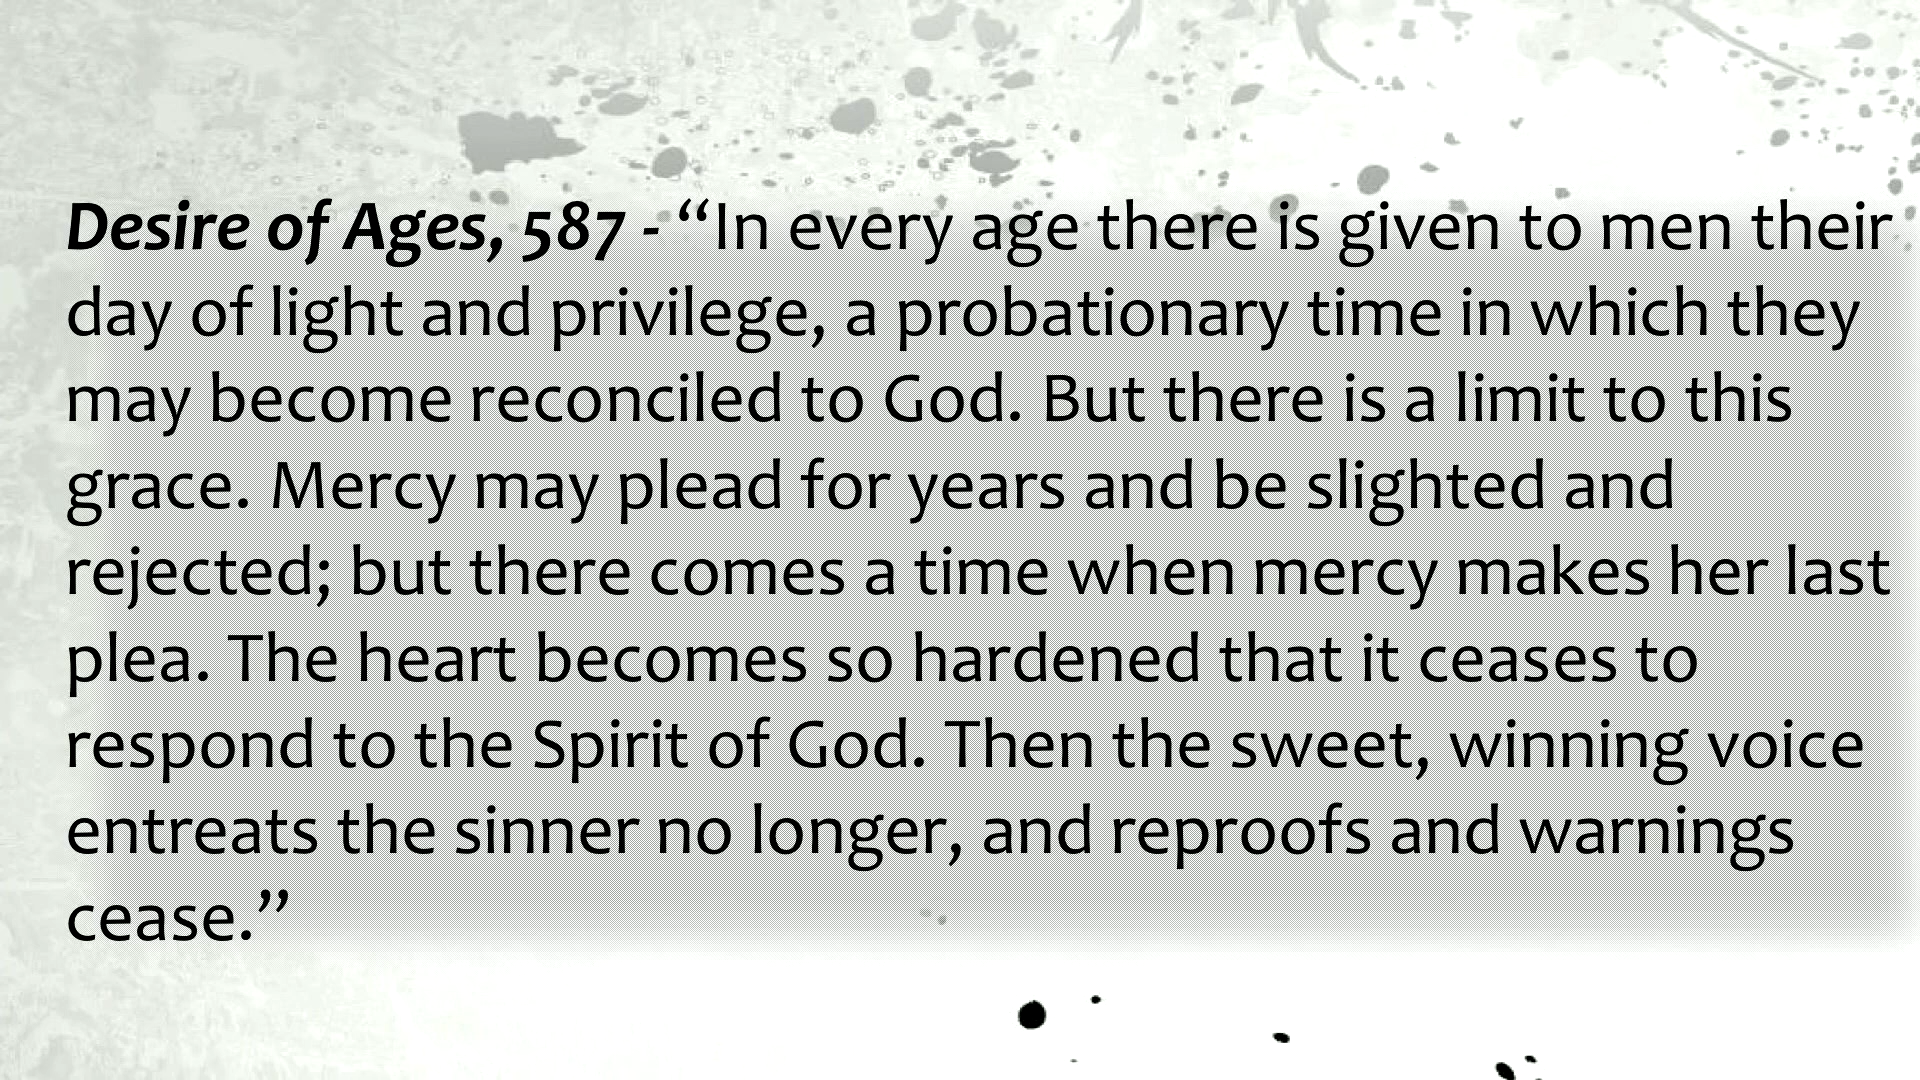 Desire of Ages, 587 - “In every age there is given to men their
day of light and privilege, a probationary time in which they
may become reconciled to God. But there is a limit to this
grace. Mercy may plead for years and be slighted and
rejected; but there comes a time when mercy makes her last
plea. The heart becomes so hardened that it ceases to
respond to the Spirit of God. Then the sweet, winning voice
entreats the sinner no longer, and reproofs and warnings
cease.”